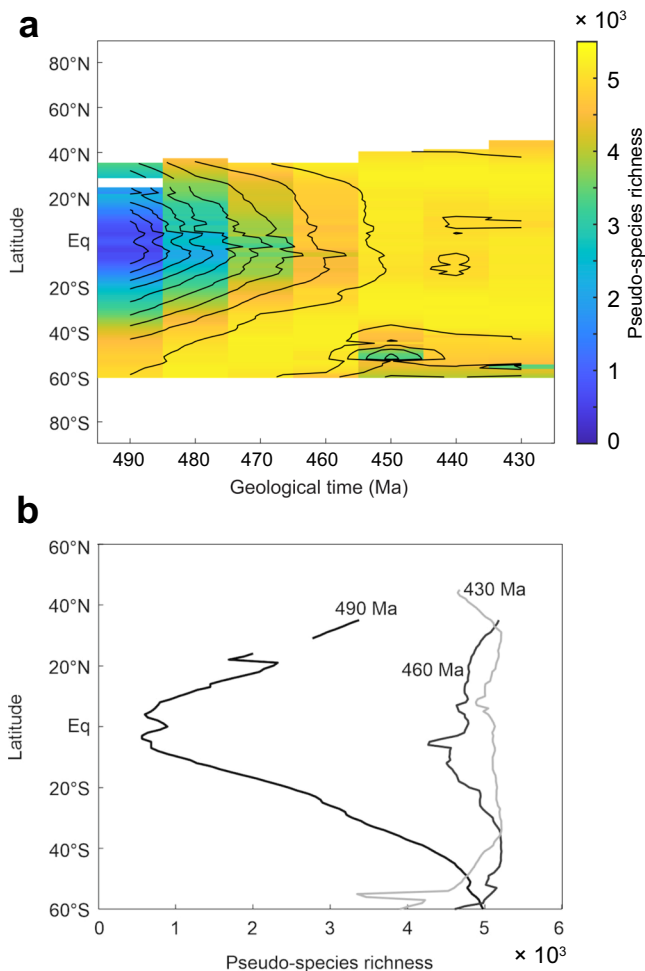 a
× 10³
80°N
60°N
40°N
20°N
Eq
20°S
40°S
60°S
80°S
Latitude
490 480 470 460 450 440 430
Geological time (Ma)
5
4
3
2
1
0
Pseudo-species richness
b
60°N
40°N
20°N
Eq
20°S
40°S
60°S
Latitude
490 Ma
430 Ma
460 Ma
0 1 2 3 4 5 6
Pseudo-species richness
× 10³